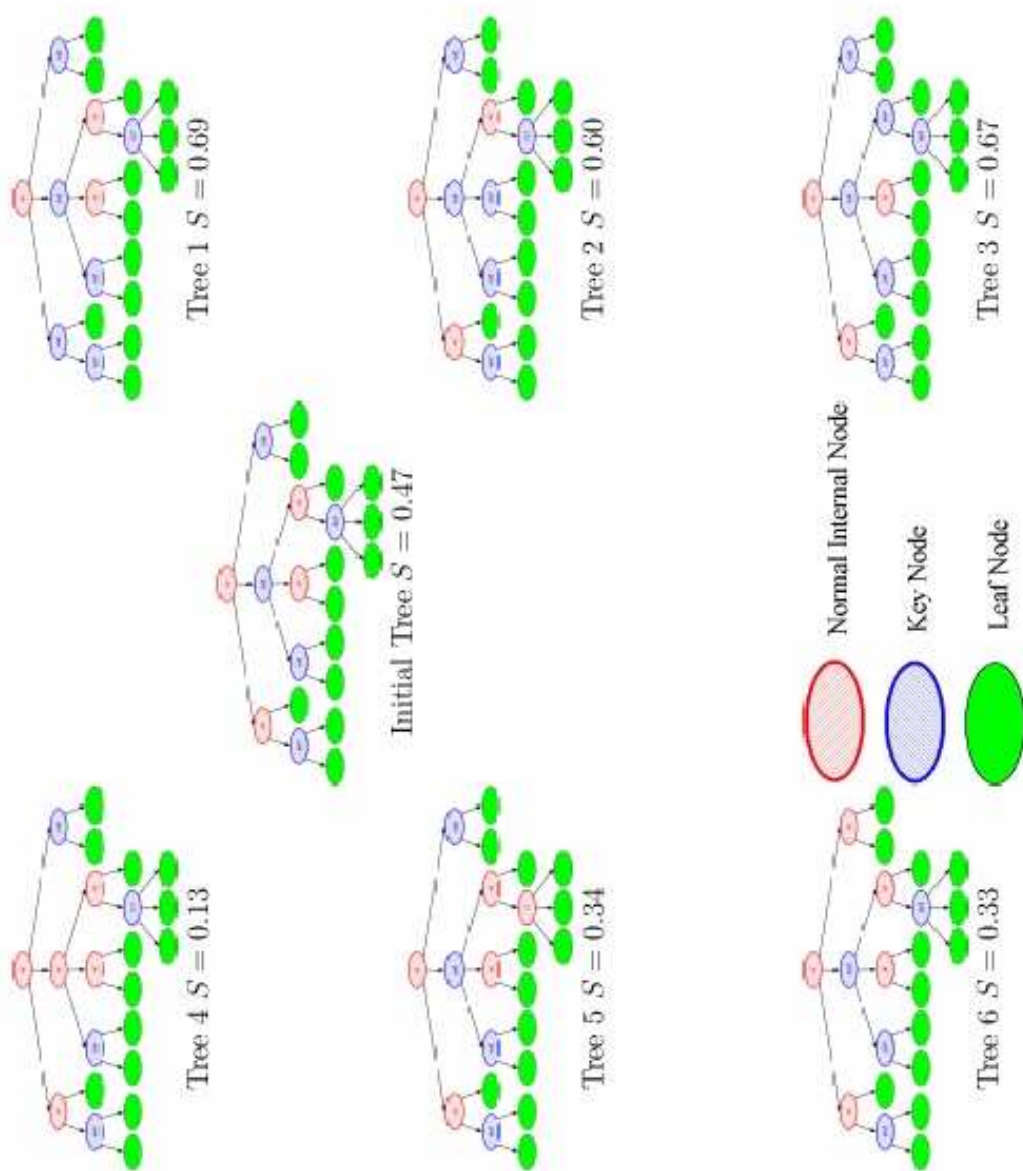 Tree 4 S = 0.13
Initial Tree S = 0.47
Tree 1 S = 0.69
Tree 5 S = 0.34
Tree 2 S = 0.60
Tree 6 S = 0.33
Normal Internal Node
Key Node
Leaf Node
Tree 3 S = 0.67